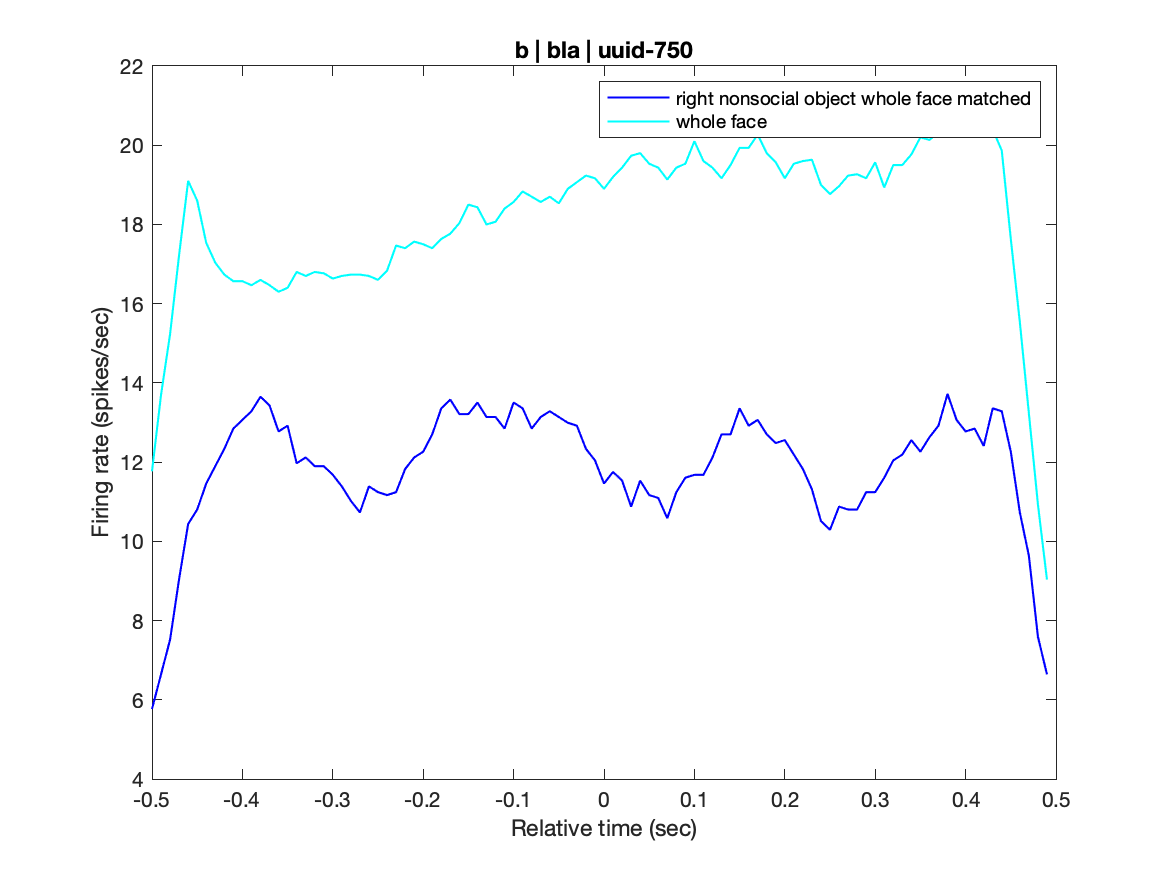 b | bla | uuid-750
22
20
18
16
14
12
10
8
6
4
Firing rate (spikes/sec)
right nonsocial object whole face matched
whole face
-0.5 -0.4 -0.3 -0.2 -0.1 0 0.1 0.2 0.3 0.4 0.5
Relative time (sec)